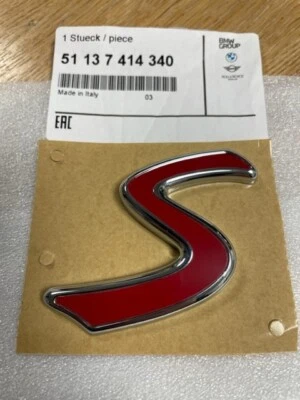 1 Stueck / piece
BMW
GROUP
51 13 7 414 340
Made in Italy
03
EAC
S